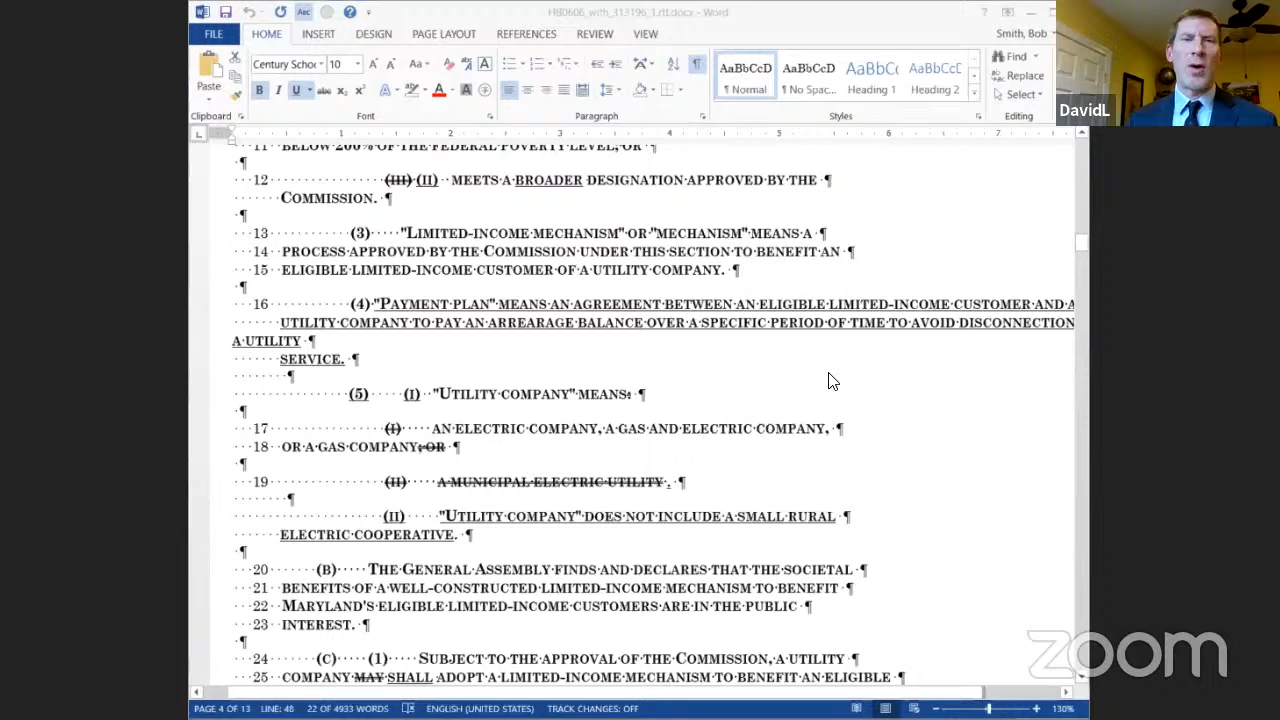 HB0606_with_313196_1.rtf.docx - Word
FILE HOME INSERT DESIGN PAGE LAYOUT REFERENCES REVIEW VIEW Smith, Bob
Century Schoo 10
Paste
Clipboard Font Paragraph Styles Editing
AaBbCcD AaBbCcD AaBbCc AaBbCcD
¶ Normal ¶ No Spac... Heading 1 Heading 2
Find
Replace
Select
DavidL
1 2 3 4 5 6 7
11 BELOW 200% OF THE FEDERAL POVERTY LEVEL; OR ¶
¶
12 (III) (II) MEETS A BROADER DESIGNATION APPROVED BY THE ¶
COMMISSION. ¶
¶
13 (3) "LIMITED-INCOME MECHANISM" OR "MECHANISM" MEANS A ¶
14 PROCESS APPROVED BY THE COMMISSION UNDER THIS SECTION TO BENEFIT AN ¶
15 ELIGIBLE LIMITED-INCOME CUSTOMER OF A UTILITY COMPANY. ¶
¶
16 (4) "PAYMENT PLAN" MEANS AN AGREEMENT BETWEEN AN ELIGIBLE LIMITED-INCOME CUSTOMER AND A
UTILITY COMPANY TO PAY AN ARREARAGE BALANCE OVER A SPECIFIC PERIOD OF TIME TO AVOID DISCONNECTION
A UTILITY ¶
SERVICE. ¶
¶
(5) (I) "UTILITY COMPANY" MEANS: ¶
¶
17 (I) AN ELECTRIC COMPANY, A GAS AND ELECTRIC COMPANY, ¶
18 OR A GAS COMPANY; OR ¶
¶
19 (II) A MUNICIPAL ELECTRIC UTILITY . ¶
¶
(II) "UTILITY COMPANY" DOES NOT INCLUDE A SMALL RURAL ¶
ELECTRIC COOPERATIVE. ¶
¶
20 (B) THE GENERAL ASSEMBLY FINDS AND DECLARES THAT THE SOCIETAL ¶
21 BENEFITS OF A WELL-CONSTRUCTED LIMITED-INCOME MECHANISM TO BENEFIT ¶
22 MARYLAND'S ELIGIBLE LIMITED-INCOME CUSTOMERS ARE IN THE PUBLIC ¶
23 INTEREST. ¶
¶
24 (C) (1) SUBJECT TO THE APPROVAL OF THE COMMISSION, A UTILITY ¶
25 COMPANY MAY SHALL ADOPT A LIMITED-INCOME MECHANISM TO BENEFIT AN ELIGIBLE ¶
zoom
PAGE 4 OF 13 LINE: 48 22 OF 4933 WORDS ENGLISH (UNITED STATES) TRACK CHANGES: OFF 130%